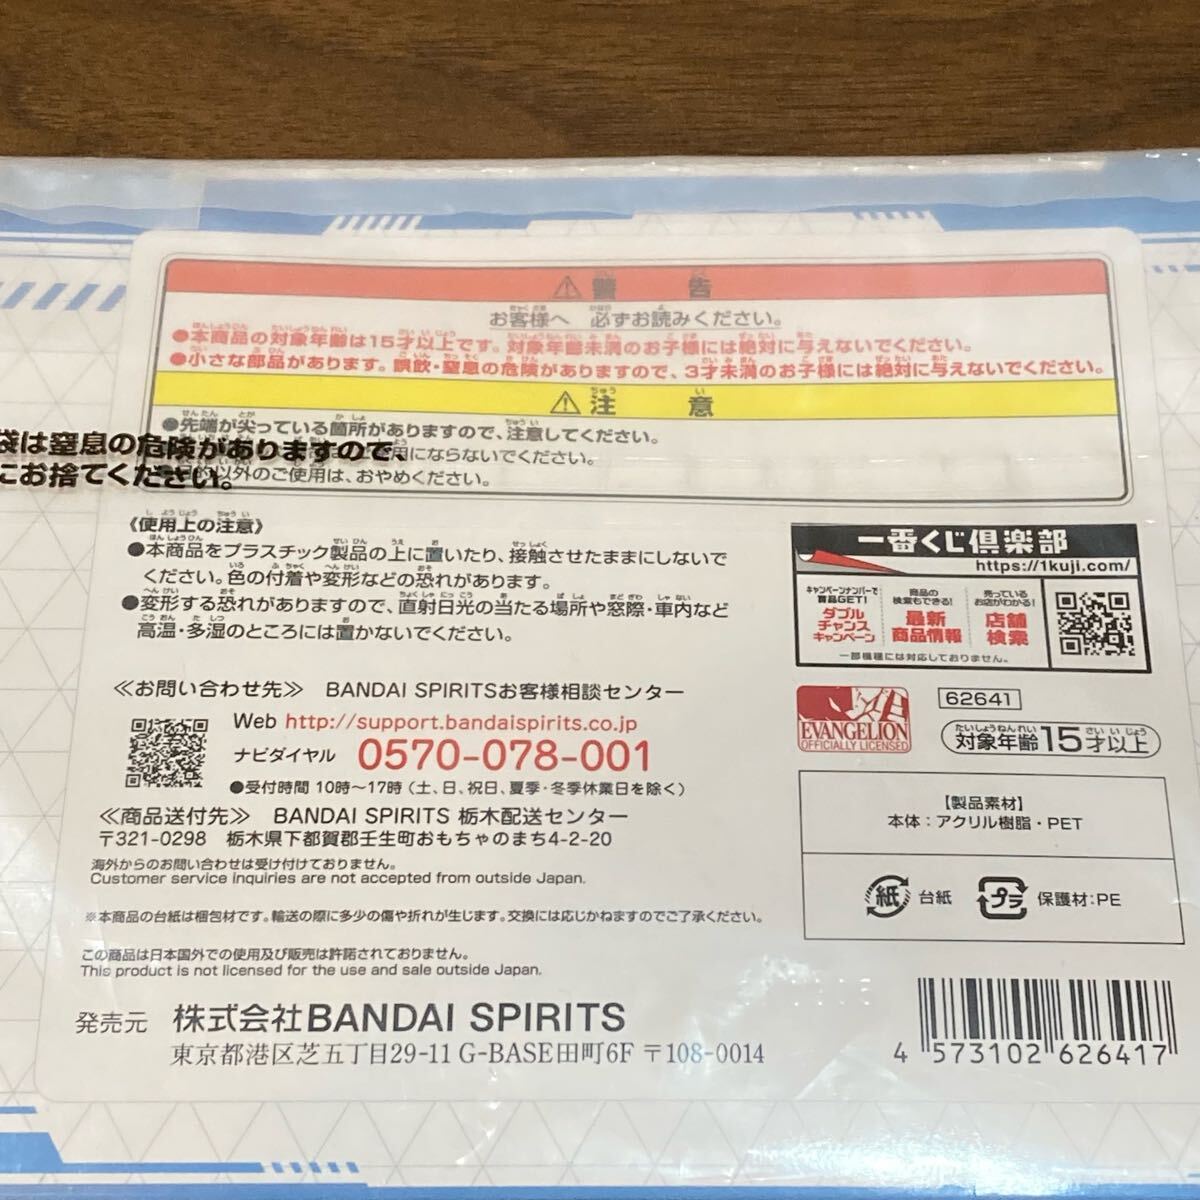 警告
お客様へ 必ずお読みください。
●本商品の対象年齢は15才以上です。対象年齢未満のお子様には絶対に与えないでください。
●小さな部品があります。誤飲・窒息の危険がありますので、3才未満のお子様には絶対に与えないでください。
注意
●先端が尖っている箇所がありますので、注意してください。
用にならないでください。
目的以外のご使用は、おやめください。
袋は窒息の危険がありますので、
にお捨てください。
《使用上の注意》
●本商品をプラスチック製品の上に置いたり、接触させたままにしないで
ください。色の付着や変形などの恐れがあります。
●変形する恐れがありますので、直射日光の当たる場所や窓際・車内など
高温・多湿のところには置かないでください。
≪お問い合わせ先≫ BANDAI SPIRITSお客様相談センター
Web http://support.bandaispirits.co.jp
ナビダイヤル 0570-078-001
●受付時間 10時〜17時(土、日、祝日、夏季・冬季休業日を除く)
≪商品送付先≫ BANDAI SPIRITS 栃木配送センター
〒321-0298 栃木県下都賀郡壬生町おもちゃのまち4-2-20
海外からのお問い合わせは受け付けておりません。
Customer service inquiries are not accepted from outside Japan.
※本商品の台紙は梱包材です。輸送の際に多少の傷や折れが生じます。交換には応じかねますのでご了承ください。
この商品は日本国外での使用及び販売は許諾されておりません。
This product is not licensed for the use and sale outside Japan.
発売元 株式会社BANDAI SPIRITS
東京都港区芝五丁目29-11 G-BASE田町6F 〒108-0014
一番くじ倶楽部
https://1kuji.com/
キャンペーンナンバーで
賞品GET!
ダブル
チャンス
キャンペーン
商品の
検索もできる!
最新
商品情報
売っている
お店がわかる!
店舗
検索
一部機種には対応しておりません。
EVANGELION
OFFICIALLY LICENSED
62641
対象年齢15才以上
【製品素材】
本体:アクリル樹脂・PET
紙 台紙
プラ 保護材:PE
4 573102 626417